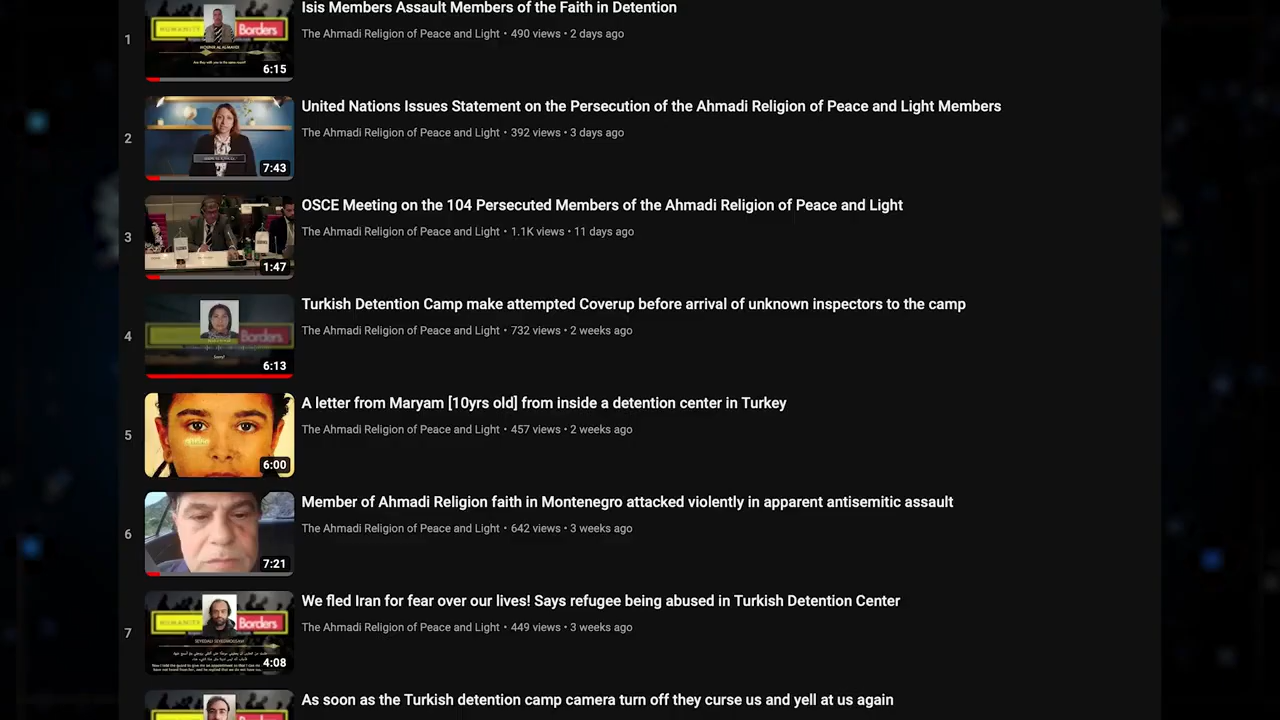 Isis Members Assault Members of the Faith in Detention
The Ahmadi Religion of Peace and Light • 490 views • 2 days ago
1
HUMANITY Borders
6:15
United Nations Issues Statement on the Persecution of the Ahmadi Religion of Peace and Light Members
The Ahmadi Religion of Peace and Light • 392 views • 3 days ago
2
7:43
OSCE Meeting on the 104 Persecuted Members of the Ahmadi Religion of Peace and Light
The Ahmadi Religion of Peace and Light • 1.1K views • 11 days ago
3
1:47
Turkish Detention Camp make attempted Coverup before arrival of unknown inspectors to the camp
The Ahmadi Religion of Peace and Light • 732 views • 2 weeks ago
4
Borders
6:13
A letter from Maryam [10yrs old] from inside a detention center in Turkey
The Ahmadi Religion of Peace and Light • 457 views • 2 weeks ago
5
6:00
Member of Ahmadi Religion faith in Montenegro attacked violently in apparent antisemitic assault
The Ahmadi Religion of Peace and Light • 642 views • 3 weeks ago
6
7:21
We fled Iran for fear over our lives! Says refugee being abused in Turkish Detention Center
The Ahmadi Religion of Peace and Light • 449 views • 3 weeks ago
7
HUMANITY Borders
4:08
As soon as the Turkish detention camp camera turn off they curse us and yell at us again